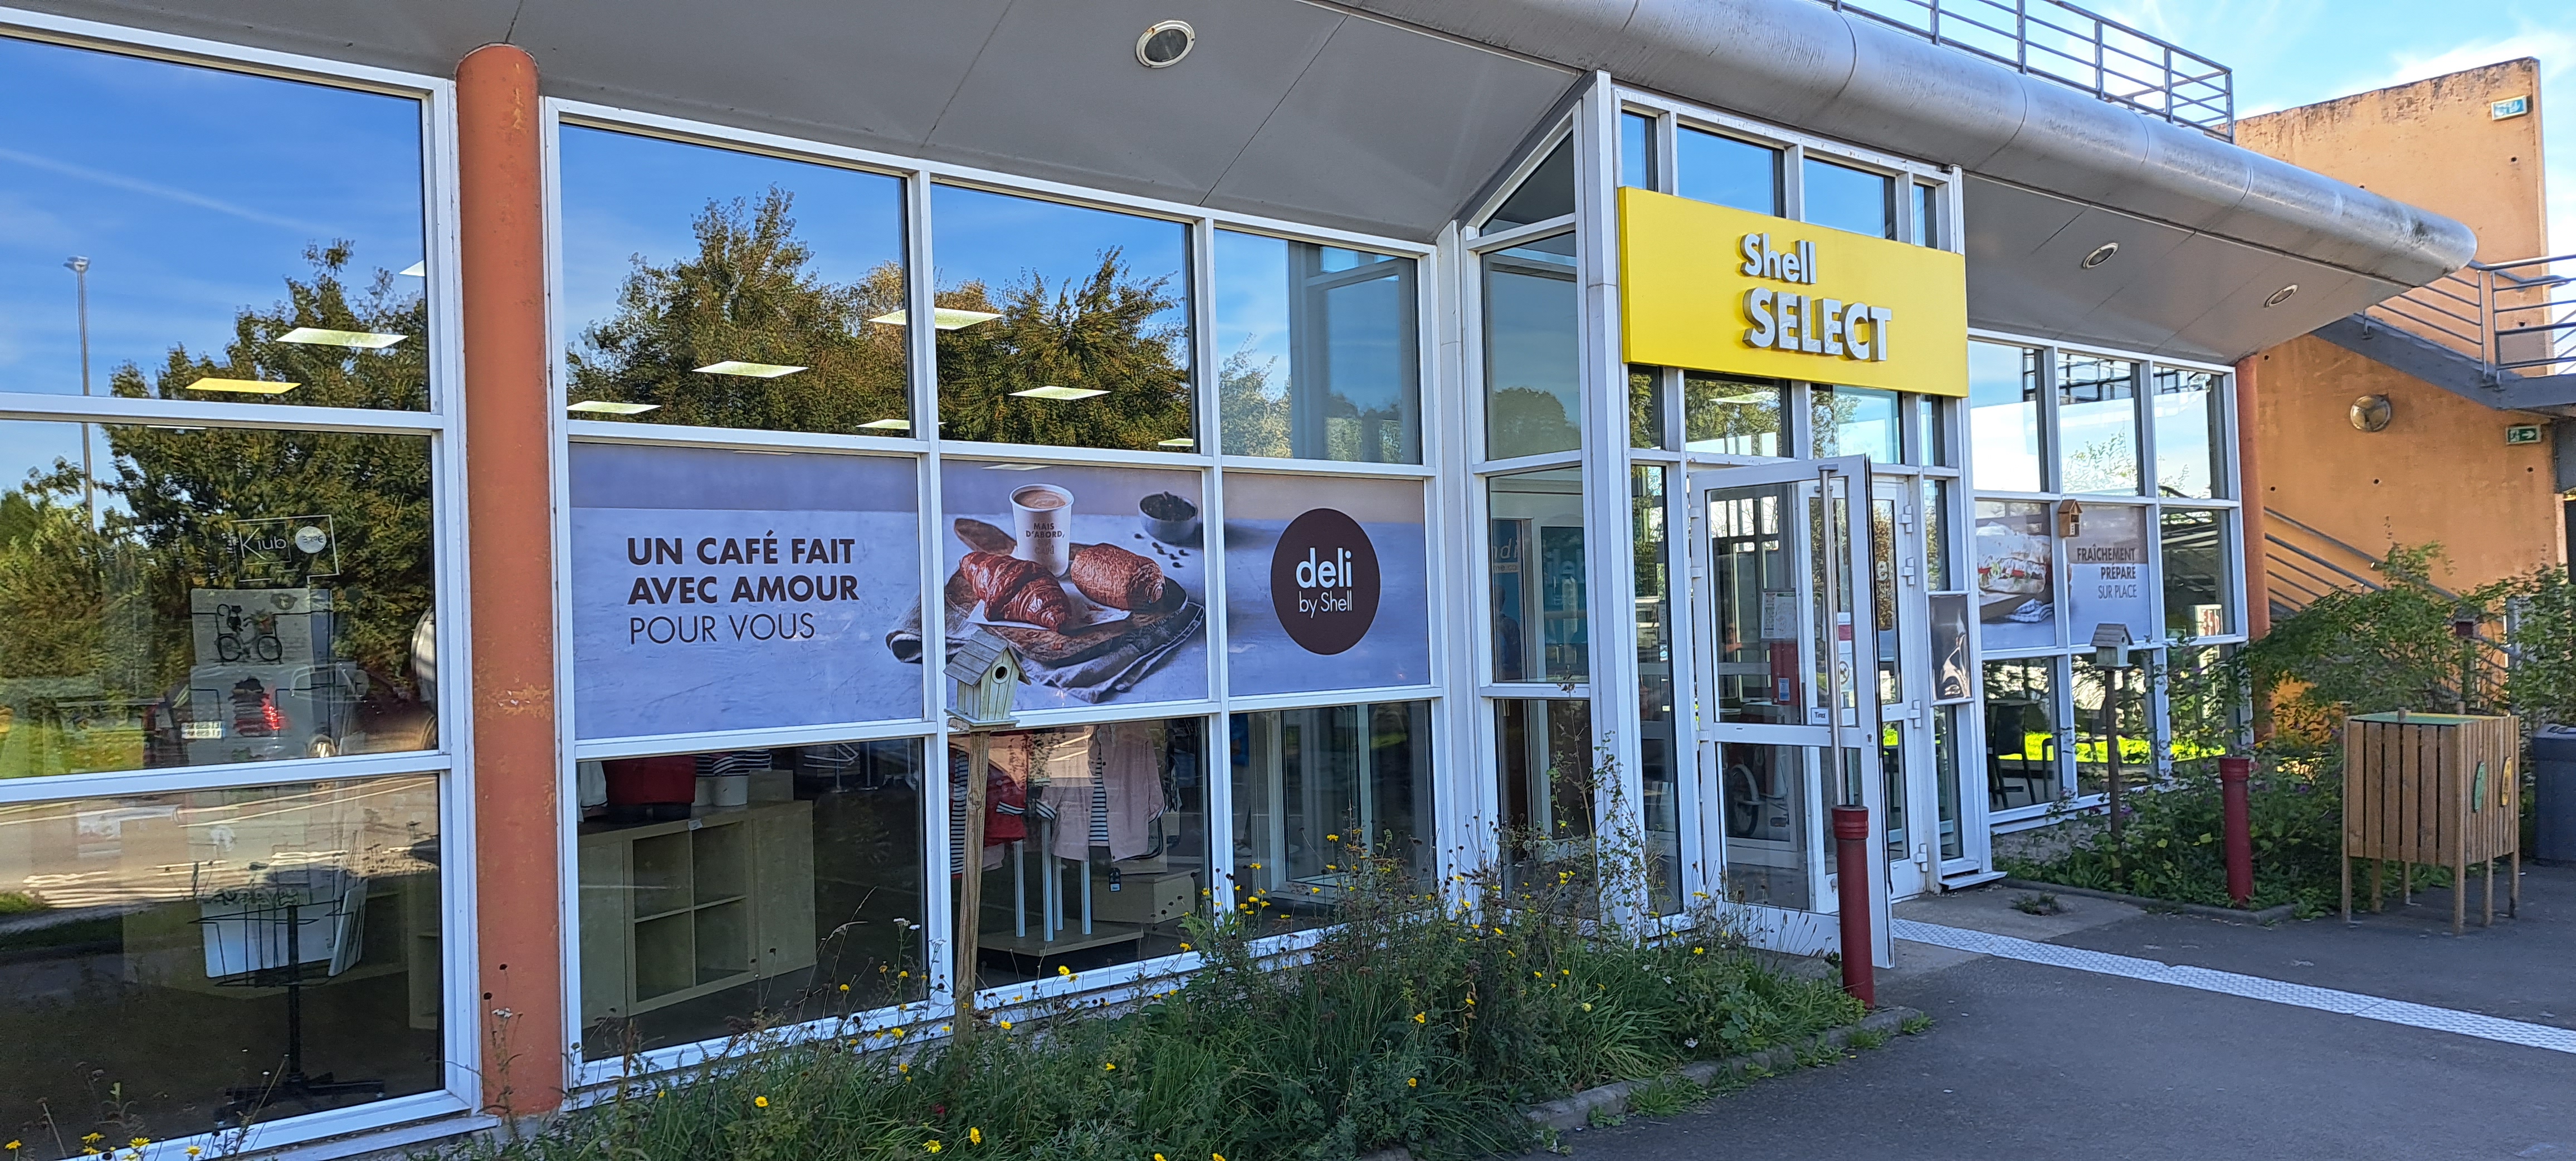 Shell
SELECT
UN CAFÉ FAIT
AVEC AMOUR
POUR VOUS
MAIS
D'ABORD,
deli
by Shell
FRAÎCHEMENT
PRÉPARÉ
SUR PLACE
Kiub